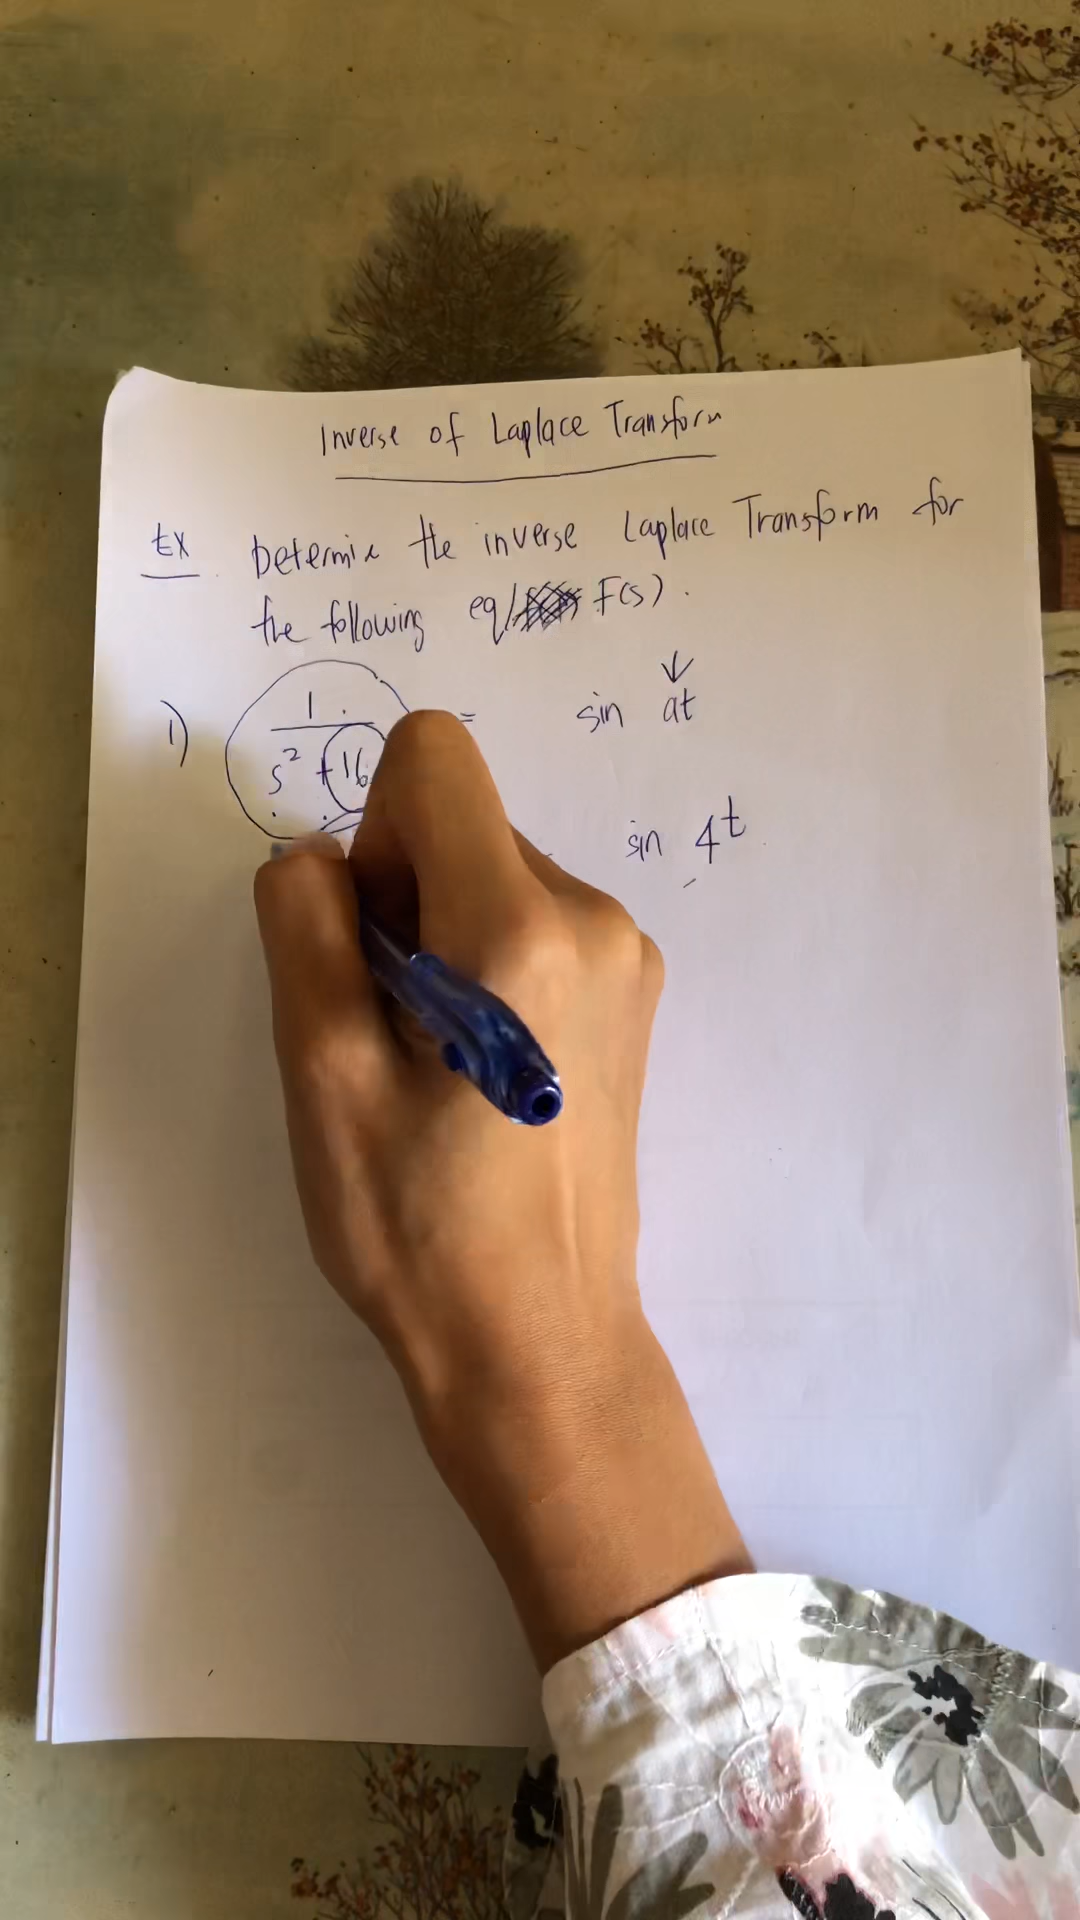 Inverse of Laplace Transform
Ex Determine the inverse Laplace Transform for
the following eq/ F(s).
1) 1 = sin at
s² + 16
sin 4t